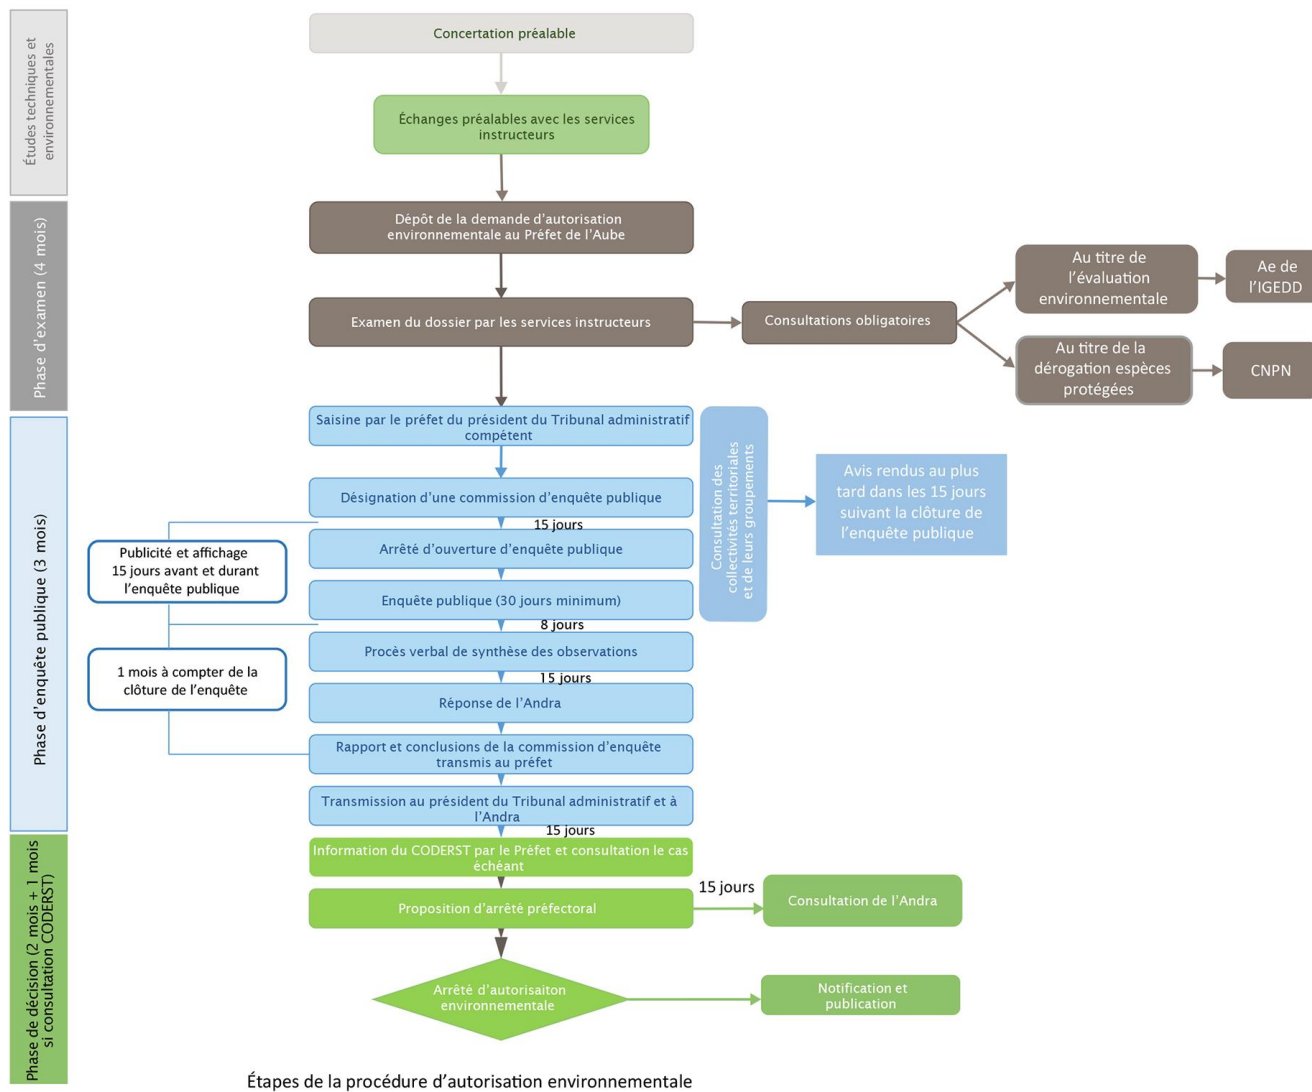 Études techniques et
environnementales
Concertation préalable
Échanges préalables avec les services
instructeurs
Phase d'examen (4 mois)
Dépôt de la demande d'autorisation
environnementale au Préfet de l'Aube
Examen du dossier par les services instructeurs
Consultations obligatoires
Au titre de
l'évaluation
environnementale
Ae de
l'IGEDD
Au titre de la
dérogation espèces
protégées
CNPN
Phase d'enquête publique (3 mois)
Saisine par le préfet du président du Tribunal administratif
compétent
Désignation d'une commission d'enquête publique
15 jours
Arrêté d'ouverture d'enquête publique
Enquête publique (30 jours minimum)
8 jours
Procès verbal de synthèse des observations
15 jours
Réponse de l'Andra
Rapport et conclusions de la commission d'enquête
transmis au préfet
Transmission au président du Tribunal administratif et à
l'Andra
15 jours
Publicité et affichage
15 jours avant et durant
l'enquête publique
1 mois à compter de la
clôture de l'enquête
Consultation des
collectivités territoriales
et de leurs groupements
Avis rendus au plus
tard dans les 15 jours
suivant la clôture de
l'enquête publique
Phase de décision (2 mois + 1 mois
si consultation CODERST)
Information du CODERST par le Préfet et consultation le cas
échéant
Proposition d'arrêté préfectoral
15 jours
Consultation de l'Andra
Arrêté d'autorisaiton
environnementale
Notification et
publication
Étapes de la procédure d'autorisation environnementale